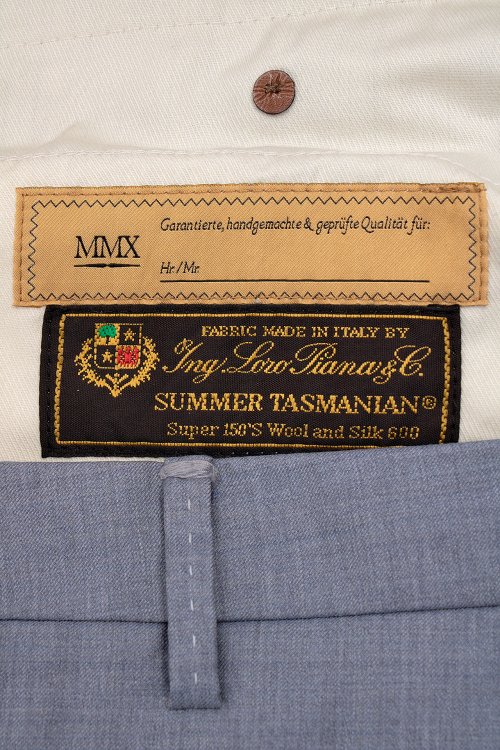 MMX
Garantierte, handgemachte & geprüfte Qualität für:
Hr./Mr.
FABRIC MADE IN ITALY BY
Ing. Loro Piana & C.
SUMMER TASMANIAN®
Super 150'S Wool and Silk 600